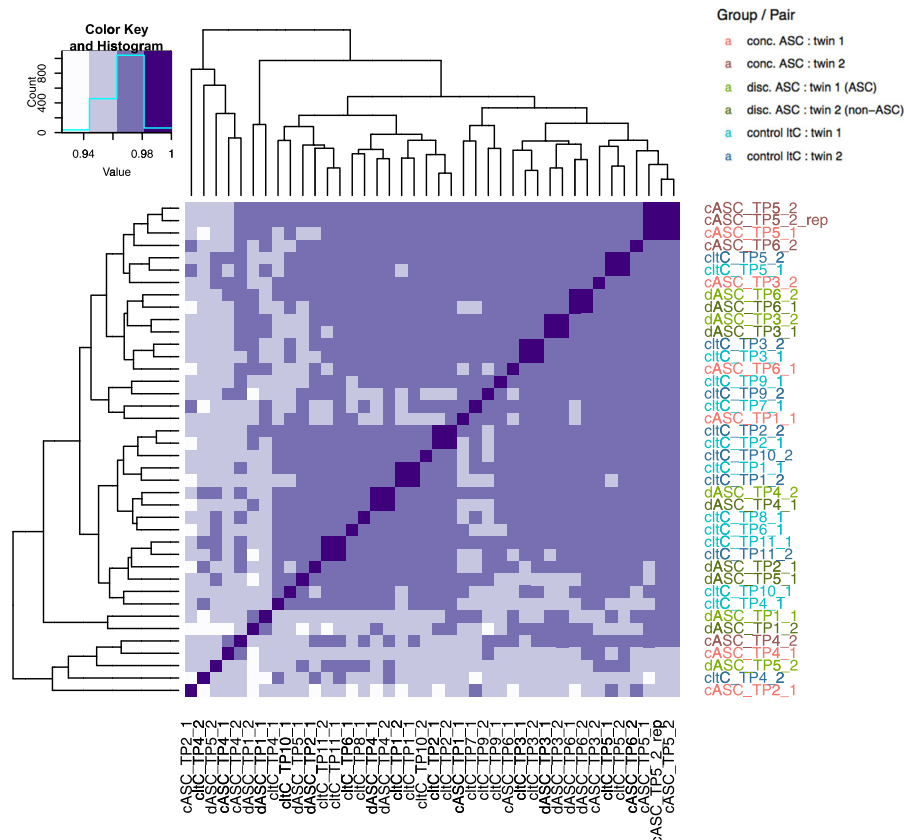 Color Key
and Histogram
Count
0
400
800
0.94
0.98
1
Value
Group / Pair
a conc. ASC : twin 1
a conc. ASC : twin 2
a disc. ASC : twin 1 (ASC)
a disc. ASC : twin 2 (non-ASC)
a control ltC : twin 1
a control ltC : twin 2
cASC_TP5_2
cASC_TP5_2_rep
cASC_TP5_1
cASC_TP6_2
cltC_TP5_2
cltC_TP5_1
cASC_TP3_2
dASC_TP6_2
dASC_TP6_1
dASC_TP3_2
dASC_TP3_1
cltC_TP3_2
cltC_TP3_1
cASC_TP6_1
cltC_TP9_1
cltC_TP9_2
cltC_TP7_1
cASC_TP1_1
cltC_TP2_2
cltC_TP2_1
cltC_TP10_2
cltC_TP1_1
cltC_TP1_2
dASC_TP4_2
dASC_TP4_1
cltC_TP8_1
cltC_TP6_1
cltC_TP11_1
cltC_TP11_2
dASC_TP2_1
dASC_TP5_1
cltC_TP10_1
cltC_TP4_1
dASC_TP1_1
dASC_TP1_2
cASC_TP4_2
cASC_TP4_1
dASC_TP5_2
cltC_TP4_2
cASC_TP2_1
cASC_TP2_1
cltC_TP4_2
dASC_TP5_2
cASC_TP4_1
cASC_TP4_2
dASC_TP1_2
dASC_TP1_1
cltC_TP4_1
cltC_TP10_1
dASC_TP5_1
dASC_TP2_1
cltC_TP11_2
cltC_TP11_1
cltC_TP6_1
cltC_TP8_1
dASC_TP4_1
dASC_TP4_2
cltC_TP1_2
cltC_TP1_1
cltC_TP10_2
cltC_TP2_1
cltC_TP2_2
cASC_TP1_1
cltC_TP7_1
cltC_TP9_2
cltC_TP9_1
cASC_TP6_1
cltC_TP3_1
cltC_TP3_2
dASC_TP3_1
dASC_TP3_2
dASC_TP6_1
dASC_TP6_2
cASC_TP3_2
cltC_TP5_1
cltC_TP5_2
cASC_TP6_2
cASC_TP5_1
cASC_TP5_2_rep
cASC_TP5_2